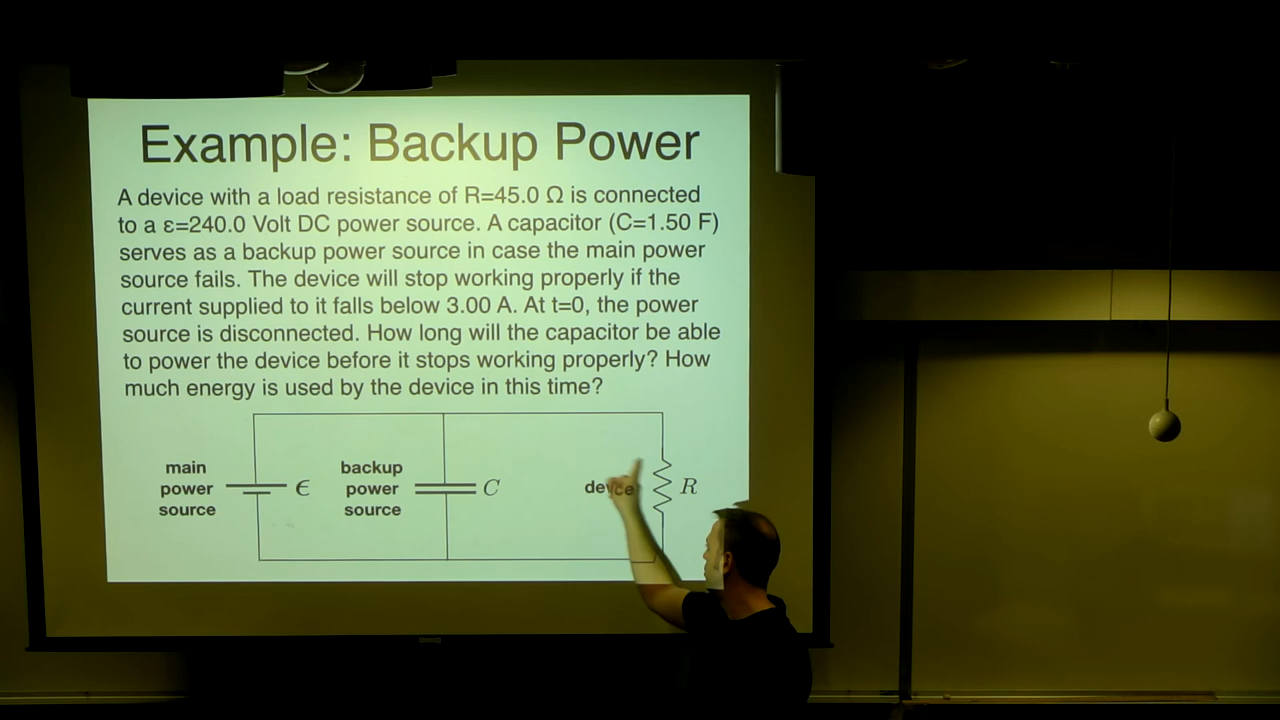 Example: Backup Power
A device with a load resistance of R=45.0 Ω is connected
to a ε=240.0 Volt DC power source. A capacitor (C=1.50 F)
serves as a backup power source in case the main power
source fails. The device will stop working properly if the
current supplied to it falls below 3.00 A. At t=0, the power
source is disconnected. How long will the capacitor be able
to power the device before it stops working properly? How
much energy is used by the device in this time?
main
power
source
ϵ
backup
power
source
C
device
R